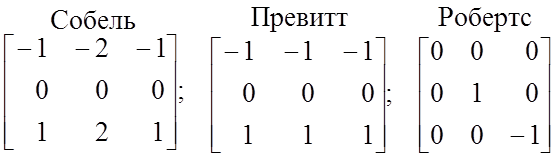 Собель Превитт Робертс
−1 −2 −1 −1 −1 −1 0 0 0
0 0 0 ; 0 0 0 ; 0 1 0
1 2 1 1 1 1 0 0 −1